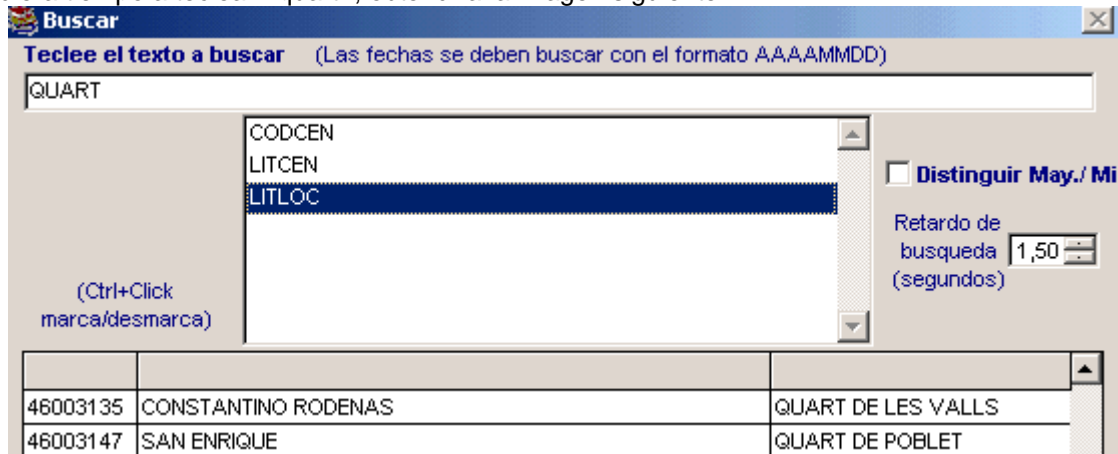 Buscar
Teclee el texto a buscar (Las fechas se deben buscar con el formato AAAAMMDD)
QUART
CODCEN
LITCEN
LITLOC
Distinguir May./ Mi
Retardo de
busqueda 1,50
(segundos)
(Ctrl+Click
marca/desmarca)
46003135 CONSTANTINO RODENAS QUART DE LES VALLS
46003147 SAN ENRIQUE QUART DE POBLET